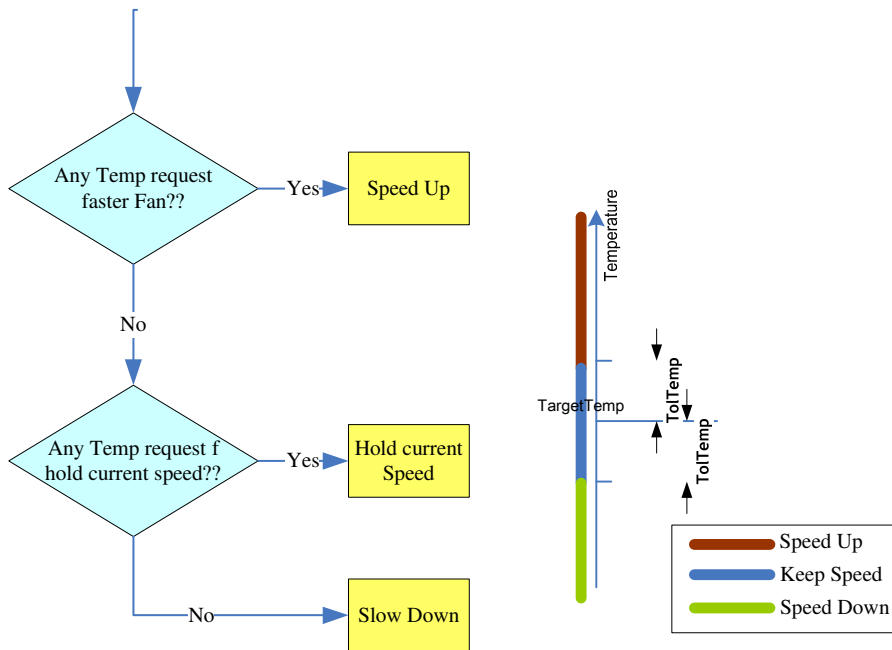 Any Temp request
faster Fan??
Yes
Speed Up
No
Any Temp request f
hold current speed??
Yes
Hold current
Speed
No
Slow Down
Temperature
TargetTemp
TolTemp
TolTemp
Speed Up
Keep Speed
Speed Down